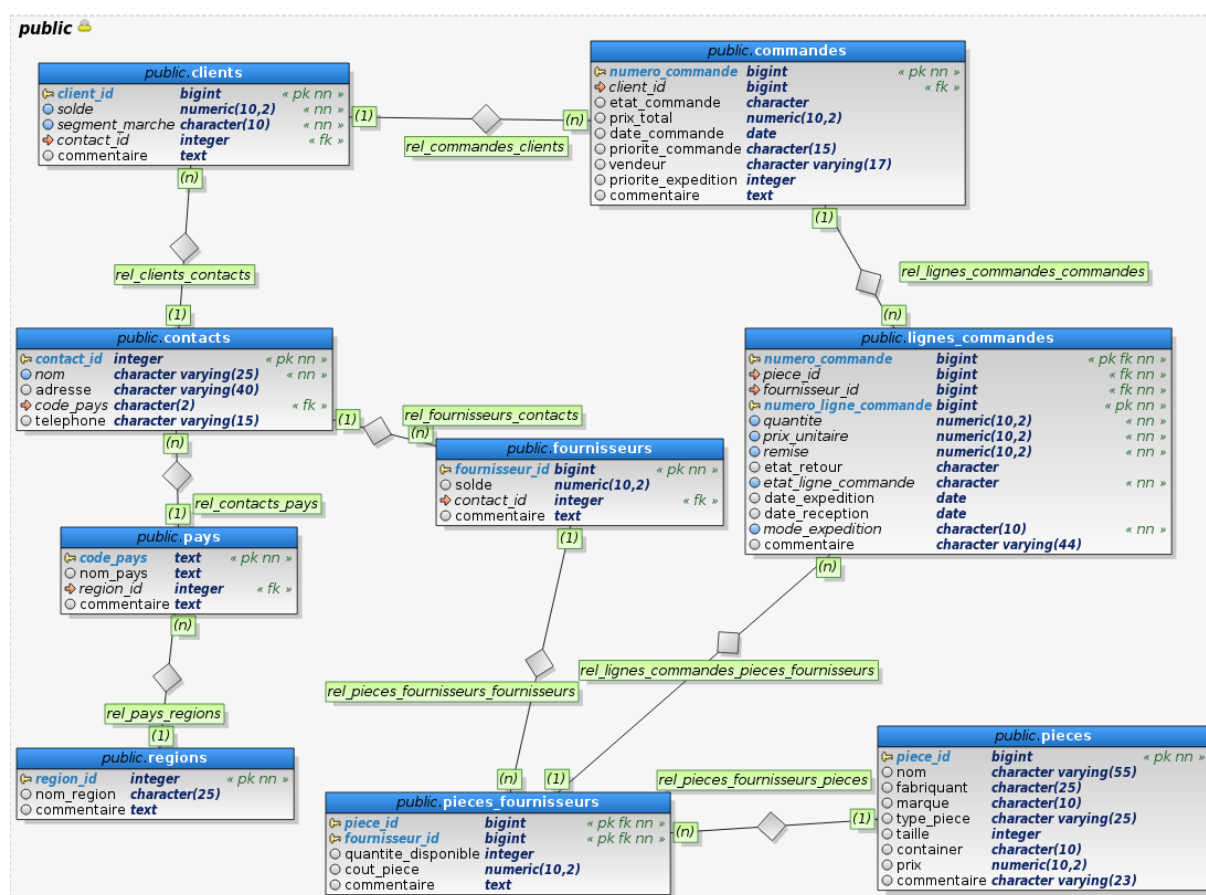 public
public.clients
client_id bigint « pk nn »
solde numeric(10,2) « nn »
segment_marche character(10) « nn »
contact_id integer « fk »
commentaire text
(1)
(n)
rel_commandes_clients
public.commandes
numero_commande bigint « pk nn »
client_id bigint « fk »
etat_commande character
prix_total numeric(10,2)
date_commande date
priorite_commande character(15)
vendeur character varying(17)
priorite_expedition integer
commentaire text
(n)
rel_clients_contacts
(1)
(1)
rel_lignes_commandes_commandes
(n)
public.contacts
contact_id integer « pk nn »
nom character varying(25) « nn »
adresse character varying(40)
code_pays character(2) « fk »
telephone character varying(15)
(1)
rel_fournisseurs_contacts
(n)
public.lignes_commandes
numero_commande bigint « pk fk nn »
piece_id bigint « fk nn »
fournisseur_id bigint « fk nn »
numero_ligne_commande bigint « pk nn »
quantite numeric(10,2) « nn »
prix_unitaire numeric(10,2) « nn »
remise numeric(10,2) « nn »
etat_retour character
etat_ligne_commande character « nn »
date_expedition date
date_reception date
mode_expedition character(10) « nn »
commentaire character varying(44)
(n)
rel_contacts_pays
(1)
public.fournisseurs
fournisseur_id bigint « pk nn »
solde numeric(10,2)
contact_id integer « fk »
commentaire text
public.pays
code_pays text « pk nn »
nom_pays text
region_id integer « fk »
commentaire text
(1)
(n)
(n)
rel_pays_regions
(1)
rel_pieces_fournisseurs_fournisseurs
rel_lignes_commandes_pieces_fournisseurs
public.regions
region_id integer « pk nn »
nom_region character(25)
commentaire text
(n)
(1)
rel_pieces_fournisseurs_pieces
(n)
(1)
public.pieces_fournisseurs
piece_id bigint « pk fk nn »
fournisseur_id bigint « pk fk nn »
quantite_disponible integer
cout_piece numeric(10,2)
commentaire text
public.pieces
piece_id bigint « pk nn »
nom character varying(55)
fabriquant character(25)
marque character(10)
type_piece character varying(25)
taille integer
container character(10)
prix numeric(10,2)
commentaire character varying(23)